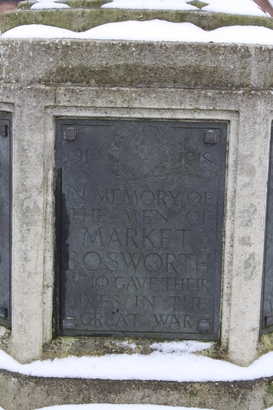 1914 1918
IN MEMORY OF
THE MEN OF
MARKET
BOSWORTH
WHO GAVE THEIR
LIVES IN THE
GREAT WAR